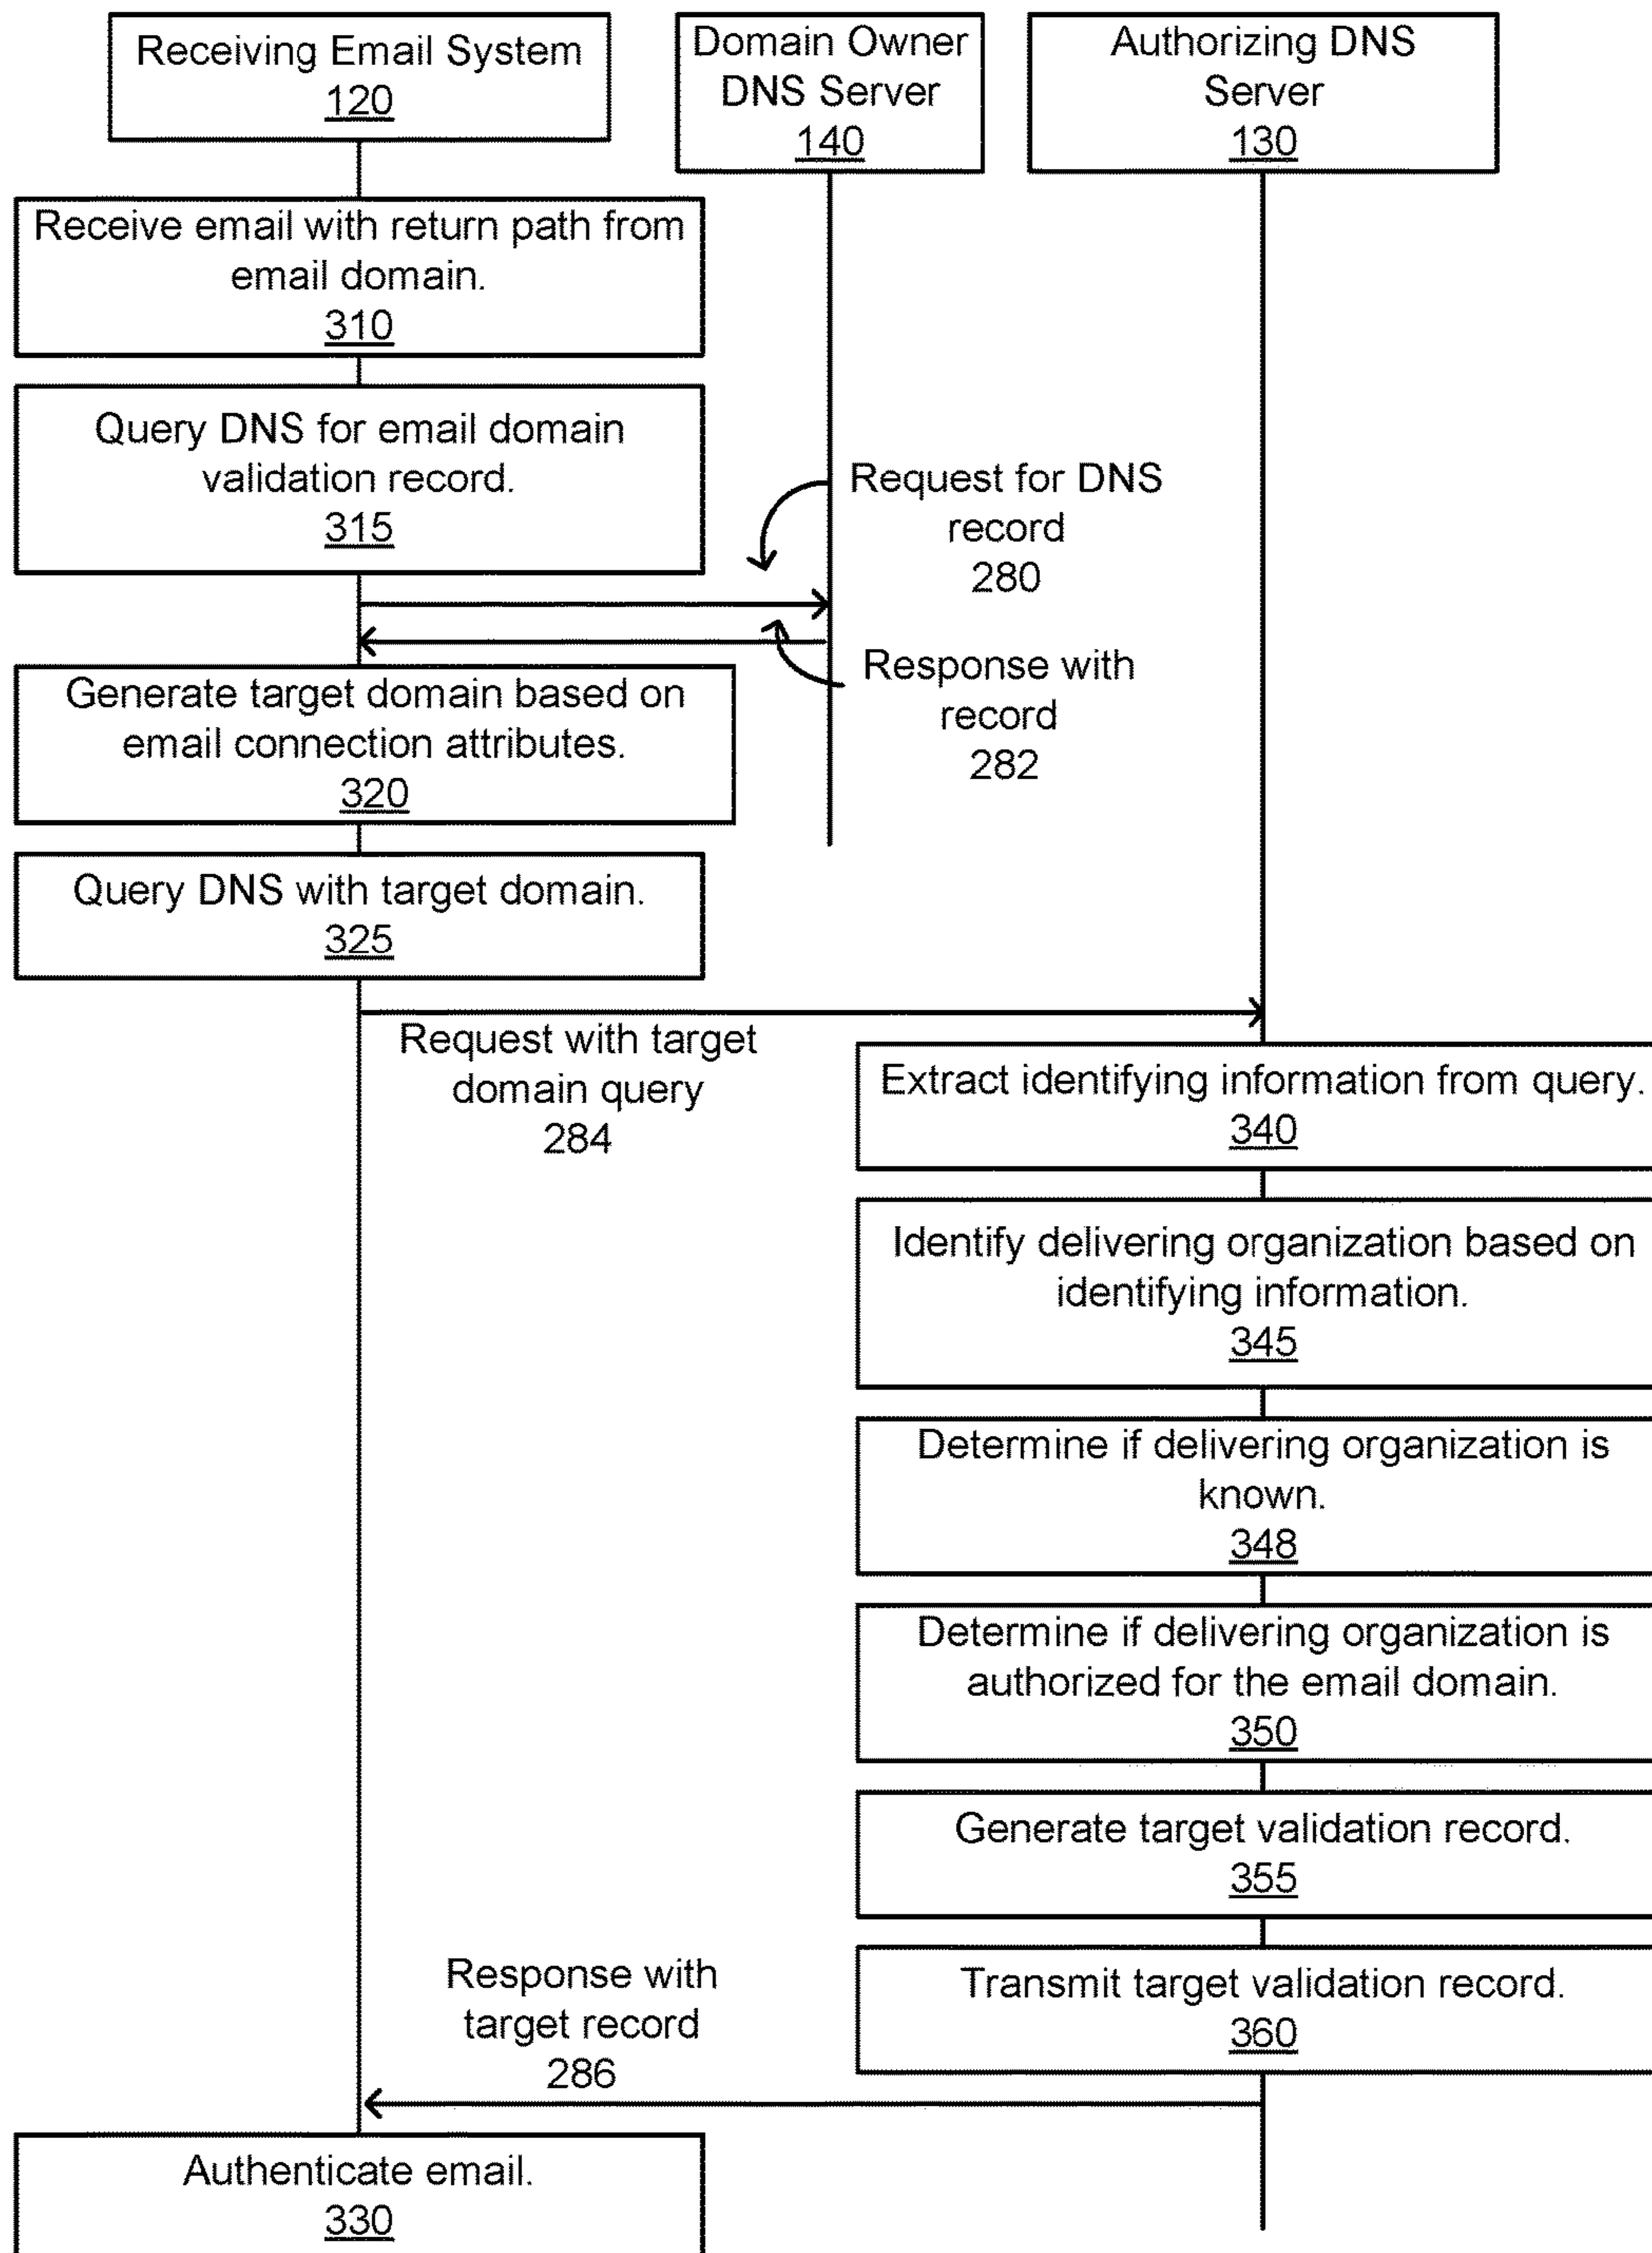 Receiving Email System
120
Domain Owner
DNS Server
140
Authorizing DNS
Server
130
Receive email with return path from
email domain.
310
Query DNS for email domain
validation record.
315
Request for DNS
record
280
Response with
record
282
Generate target domain based on
email connection attributes.
320
Query DNS with target domain.
325
Request with target
domain query
284
Extract identifying information from query.
340
Identify delivering organization based on
identifying information.
345
Determine if delivering organization is
known.
348
Determine if delivering organization is
authorized for the email domain.
350
Generate target validation record.
355
Transmit target validation record.
360
Response with
target record
286
Authenticate email.
330